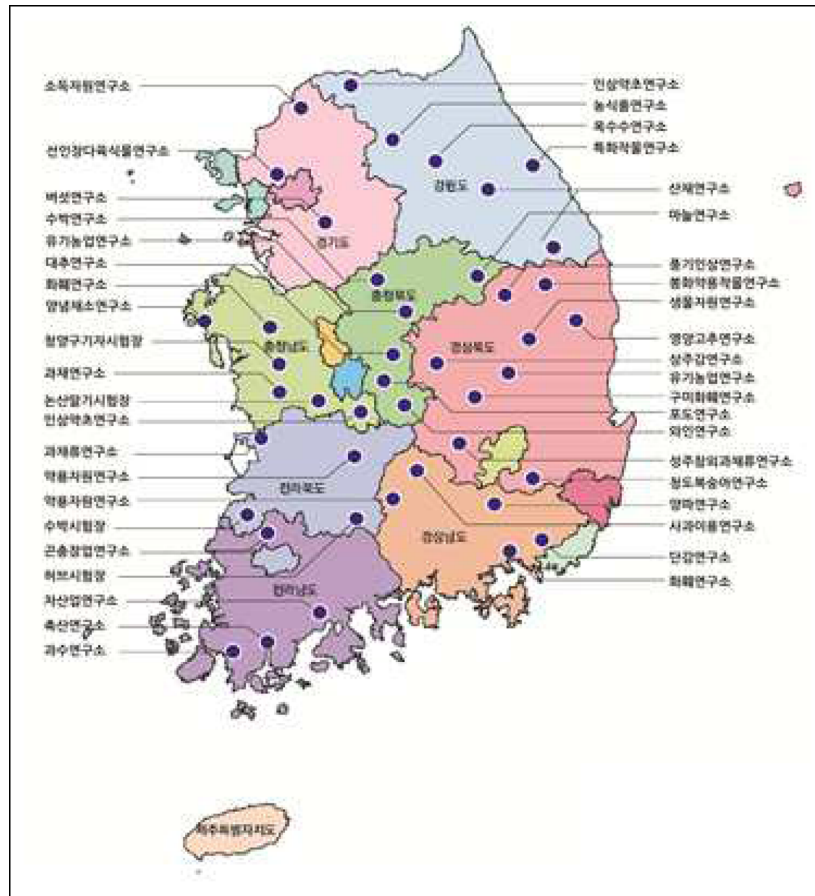 소득자원연구소
선인장다육식물연구소
버섯연구소
수박연구소
유기농업연구소
대추연구소
화훼연구소
양념채소연구소
청양구기자시험장
과채연구소
논산딸기시험장
인삼약초연구소
과채류연구소
약용자원연구소
약용자원연구소
수박시험장
곤충잠업연구소
허브시험장
차산업연구소
축산연구소
과수연구소
인삼약초연구소
농식품연구소
옥수수연구소
특화작물연구소
산채연구소
마늘연구소
풍기인삼연구소
봉화약용작물연구소
생물자원연구소
영양고추연구소
상주감연구소
유기농업연구소
구미화훼연구소
포도연구소
와인연구소
성주참외과채류연구소
청도복숭아연구소
양파연구소
사과이용연구소
단감연구소
화훼연구소
강원도
경기도
충청북도
충청남도
경상북도
전라북도
경상남도
전라남도
제주특별자치도